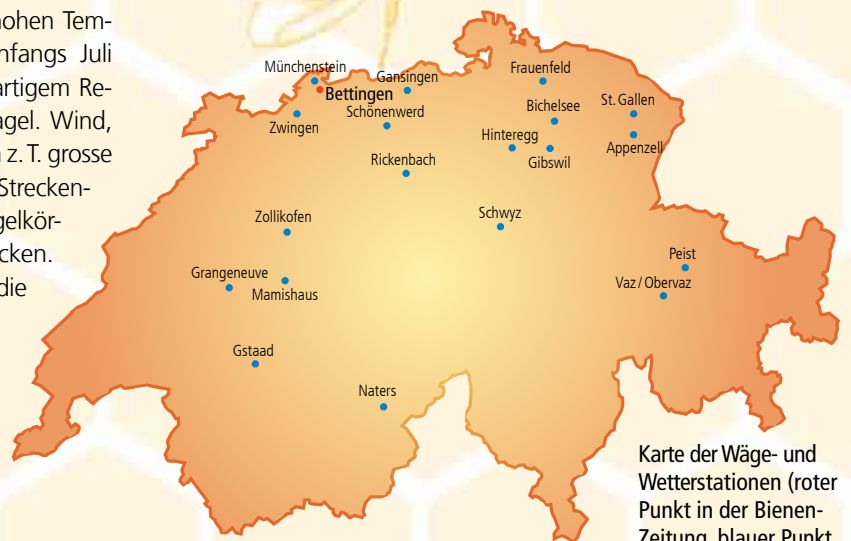 nohen Tem-
nfangs Juli
artigem Re-
agel. Wind,
z. T. grosse
Strecken-
gelkör-
cken.
die
Münchenstein
Gansingen
Frauenfeld
Bettingen
Schönenwerd
Zwingen
Bichelsee
St. Gallen
Hinteregg
Gibswil
Appenzell
Rickenbach
Zollikofen
Schwyz
Grangeneuve
Mamishaus
Peist
Vaz / Obervaz
Gstaad
Naters
Karte der Wäge- und
Wetterstationen (roter
Punkt in der Bienen-
Zeitung, blauer Punkt